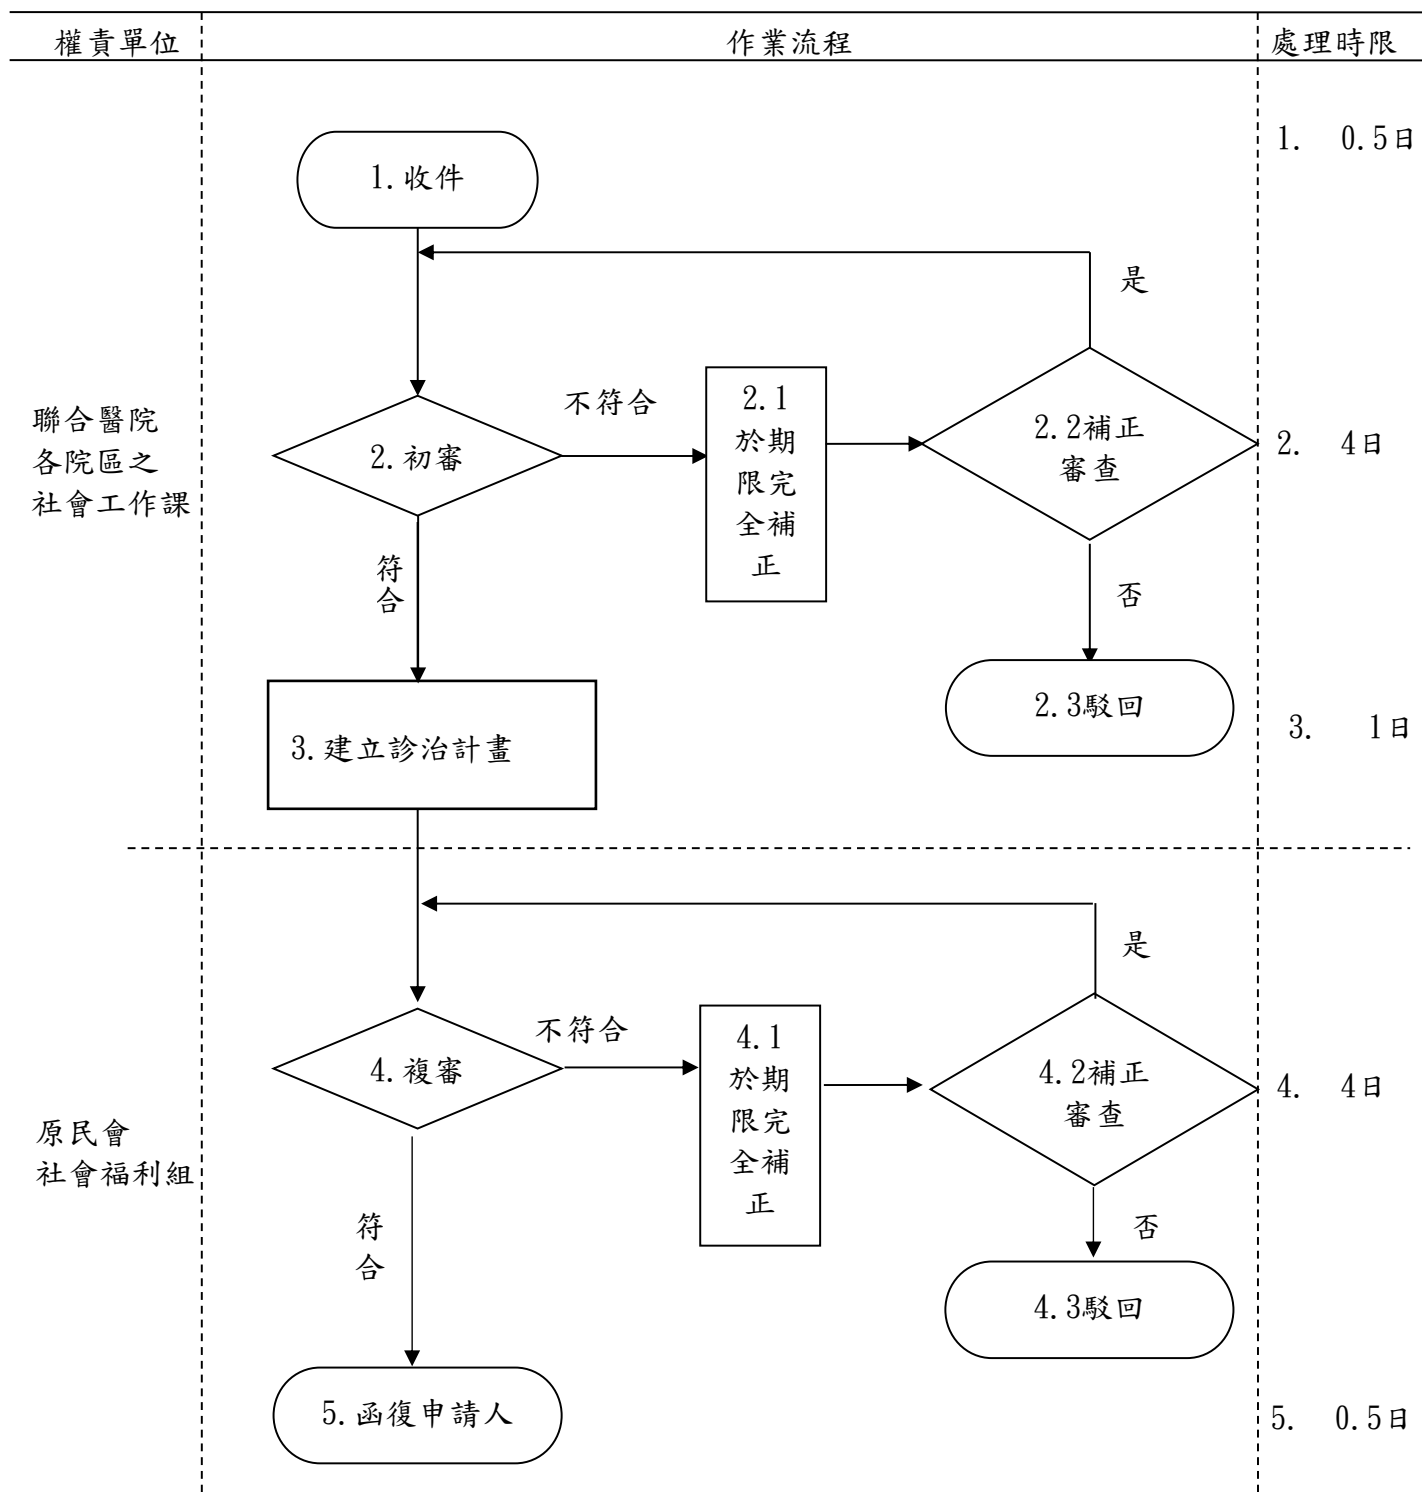 權責單位
作業流程
處理時限
1. 0.5日
1.收件
是
聯合醫院
各院區之
社會工作課
2.初審
不符合
2.1
於期
限完
全補
正
2.2補正
審查
2. 4日
符
合
否
2.3駁回
3. 1日
3.建立診治計畫
是
原民會
社會福利組
4.複審
不符合
4.1
於期
限完
全補
正
4.2補正
審查
4. 4日
符
合
否
4.3駁回
5.函復申請人
5. 0.5日